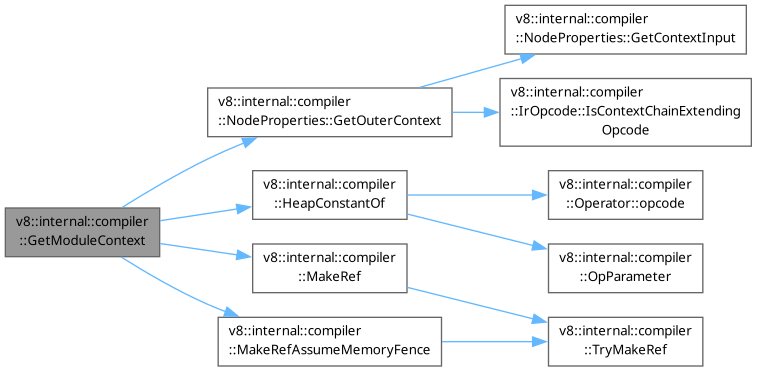 v8::internal::compiler
::GetModuleContext
v8::internal::compiler
::NodeProperties::GetOuterContext
v8::internal::compiler
::NodeProperties::GetContextInput
v8::internal::compiler
::IrOpcode::IsContextChainExtending
Opcode
v8::internal::compiler
::HeapConstantOf
v8::internal::compiler
::Operator::opcode
v8::internal::compiler
::OpParameter
v8::internal::compiler
::MakeRef
v8::internal::compiler
::TryMakeRef
v8::internal::compiler
::MakeRefAssumeMemoryFence